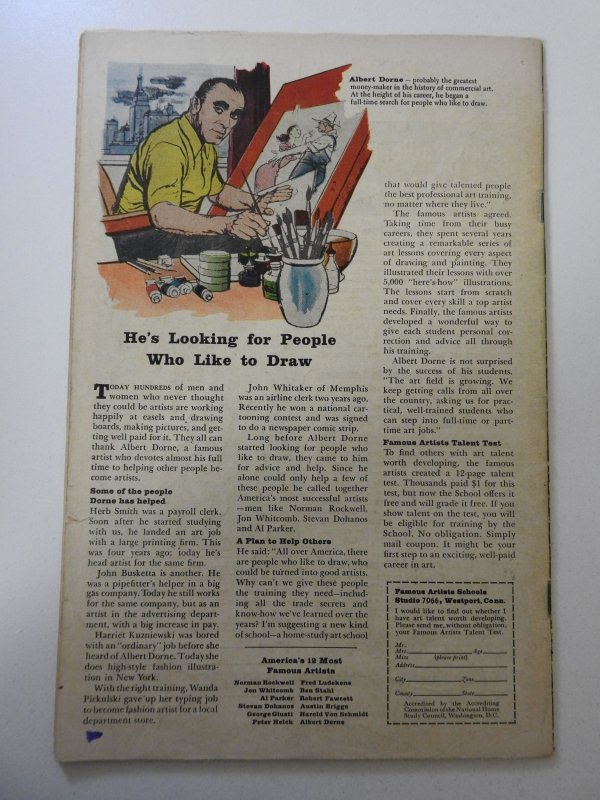 Albert Dorne — probably the greatest
money-maker in the history of commercial art.
At the height of his career, he began a
full-time search for people who like to draw.
He's Looking for People
Who Like to Draw
TODAY HUNDREDS of men and
women who never thought
they could be artists are working
happily at easels and drawing
boards, making pictures, and get-
ting well paid for it. They all can
thank Albert Dorne, a famous
artist who devotes almost his full
time to helping other people be-
come artists.
Some of the people
Dorne has helped
Herb Smith was a payroll clerk.
Soon after he started studying
with us, he landed an art job
with a large printing firm. This
was four years ago; today he's
head artist for the same firm.
John Busketta is another. He
was a pipefitter's helper in a big
gas company. Today he still works
for the same company, but as an
artist in the advertising depart-
ment, with a big increase in pay.
Harriet Kuzniewski was bored
with an "ordinary" job before she
heard of Albert Dorne. Today she
does high-style fashion illustra-
tion in New York.
With the right training, Wanda
Pickulski gave up her typing job
to become fashion artist for a local
department store.
John Whitaker of Memphis
was an airline clerk two years ago.
Recently he won a national car-
tooning contest and was signed
to do a newspaper comic strip.
Long before Albert Dorne
started looking for people who
like to draw, they came to him
for advice and help. Since he
alone could only help a few of
these people he called together
America's most successful artists
—men like Norman Rockwell,
Jon Whitcomb, Stevan Dohanos
and Al Parker.
A Plan to Help Others
He said: "All over America, there
are people who like to draw, who
could be turned into good artists.
Why can't we give these people
the training they need—includ-
ing all the trade secrets and
know-how we've learned over the
years? I'm suggesting a new kind
of school—a home-study art school
America's 12 Most
Famous Artists
Norman Rockwell Fred Ludekens
Jon Whitcomb Ben Stahl
Al Parker Robert Fawcett
Stevan Dohanos Austin Briggs
George Giusti Harold Von Schmidt
Peter Helck Albert Dorne
that would give talented people
the best professional art training,
no matter where they live."
The famous artists agreed.
Taking time from their busy
careers, they spent several years
creating a remarkable series of
art lessons covering every aspect
of drawing and painting. They
illustrated their lessons with over
5,000 "here's-how" illustrations.
The lessons start from scratch
and cover every skill a top artist
needs. Finally, the famous artists
developed a wonderful way to
give each student personal cor-
rection and advice all through
his training.
Albert Dorne is not surprised
by the success of his students.
"The art field is growing. We
keep getting calls from all over
the country, asking us for prac-
tical, well-trained students who
can step into full-time or part-
time art jobs."
Famous Artists Talent Test
To find others with art talent
worth developing, the famous
artists created a 12-page talent
test. Thousands paid $1 for this
test, but now the School offers it
free and will grade it free. If you
show talent on the test, you will
be eligible for training by the
School. No obligation. Simply
mail coupon. It might be your
first step to an exciting, well-paid
career in art.
Famous Artists Schools
Studio 7966, Westport, Conn.
I would like to find out whether I
have art talent worth developing.
Please send me, without obligation,
your Famous Artists Talent Test.
Mr.
Mrs. Age
Miss (please print)
Address
City Zone
County State
Accredited by the Accrediting
Commission of the National Home
Study Council, Washington, D.C.